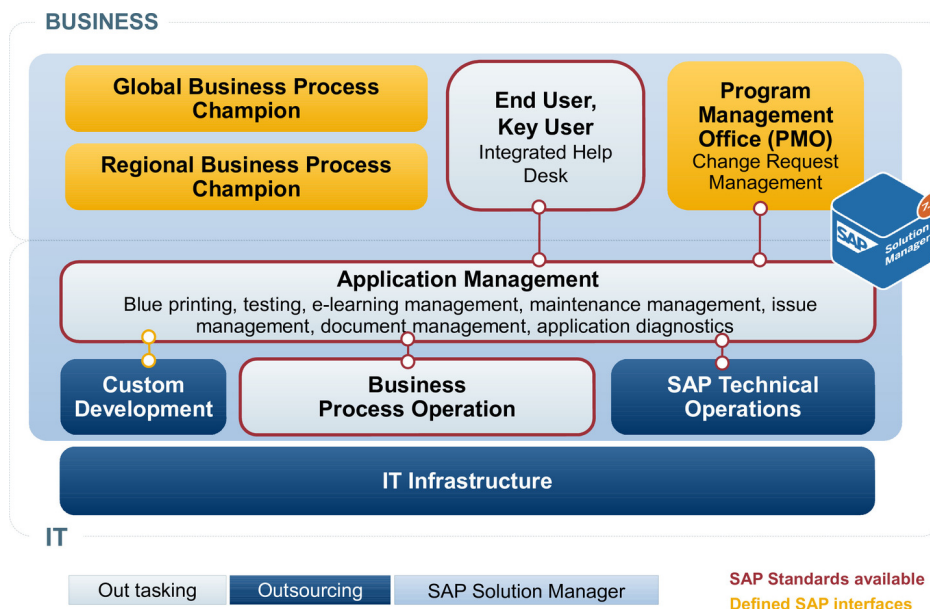 BUSINESS
Global Business Process
Champion
Regional Business Process
Champion
End User,
Key User
Integrated Help
Desk
Program
Management
Office (PMO)
Change Request
Management
SAP
Solution
Manager
Application Management
Blue printing, testing, e-learning management, maintenance management, issue
management, document management, application diagnostics
Custom
Development
Business
Process Operation
SAP Technical
Operations
IT Infrastructure
IT
Out tasking
Outsourcing
SAP Solution Manager
SAP Standards available
Defined SAP interfaces